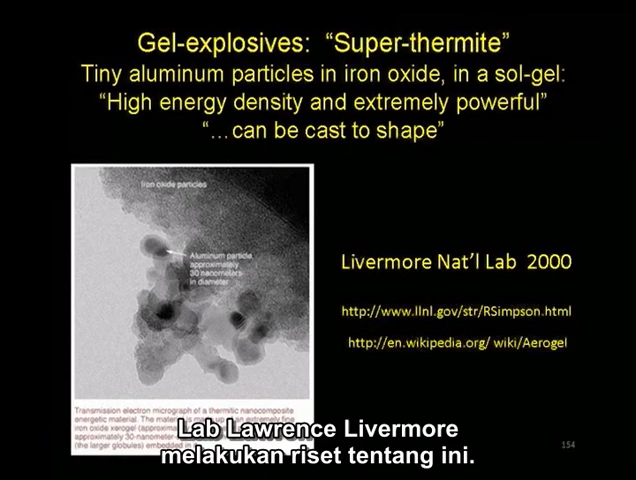 Gel-explosives: “Super-thermite”
Tiny aluminum particles in iron oxide, in a sol-gel:
“High energy density and extremely powerful”
“…can be cast to shape”
Iron oxide particles
Aluminum particle
approximately
30 nanometers
in diameter
Livermore Nat’l Lab 2000
http://www.llnl.gov/str/RSimpson.html
http://en.wikipedia.org/ wiki/Aerogel
Transmission electron micrograph of a thermitic nanocomposite
energetic material. The material is made up of an extremely fine
iron oxide xerogel (approxima
approximately 30-nanometer
(the larger globules) embedded in
154
Lab Lawrence Livermore
melakukan riset tentang ini.